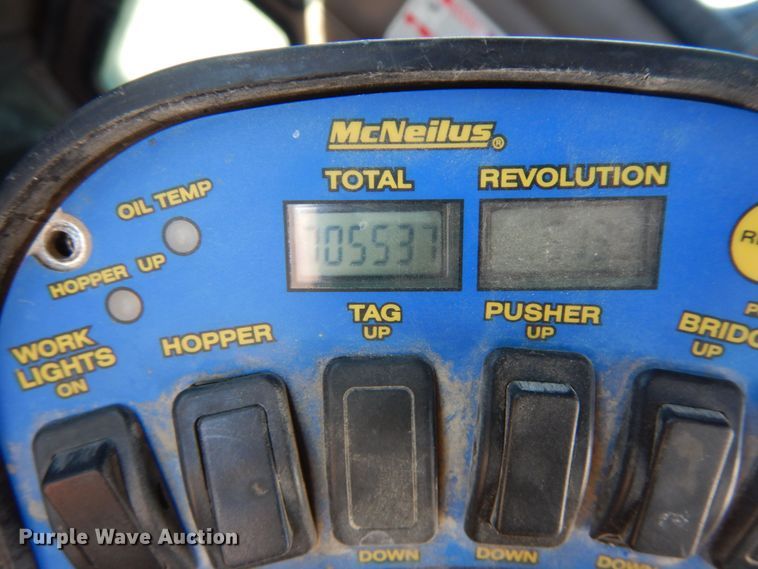 McNeilus®
TOTAL
REVOLUTION
OIL TEMP
705537
HOPPER UP
TAG
UP
PUSHER
UP
WORK
LIGHTS
ON
HOPPER
UP
DOWN
DOWN
Purple Wave Auction®